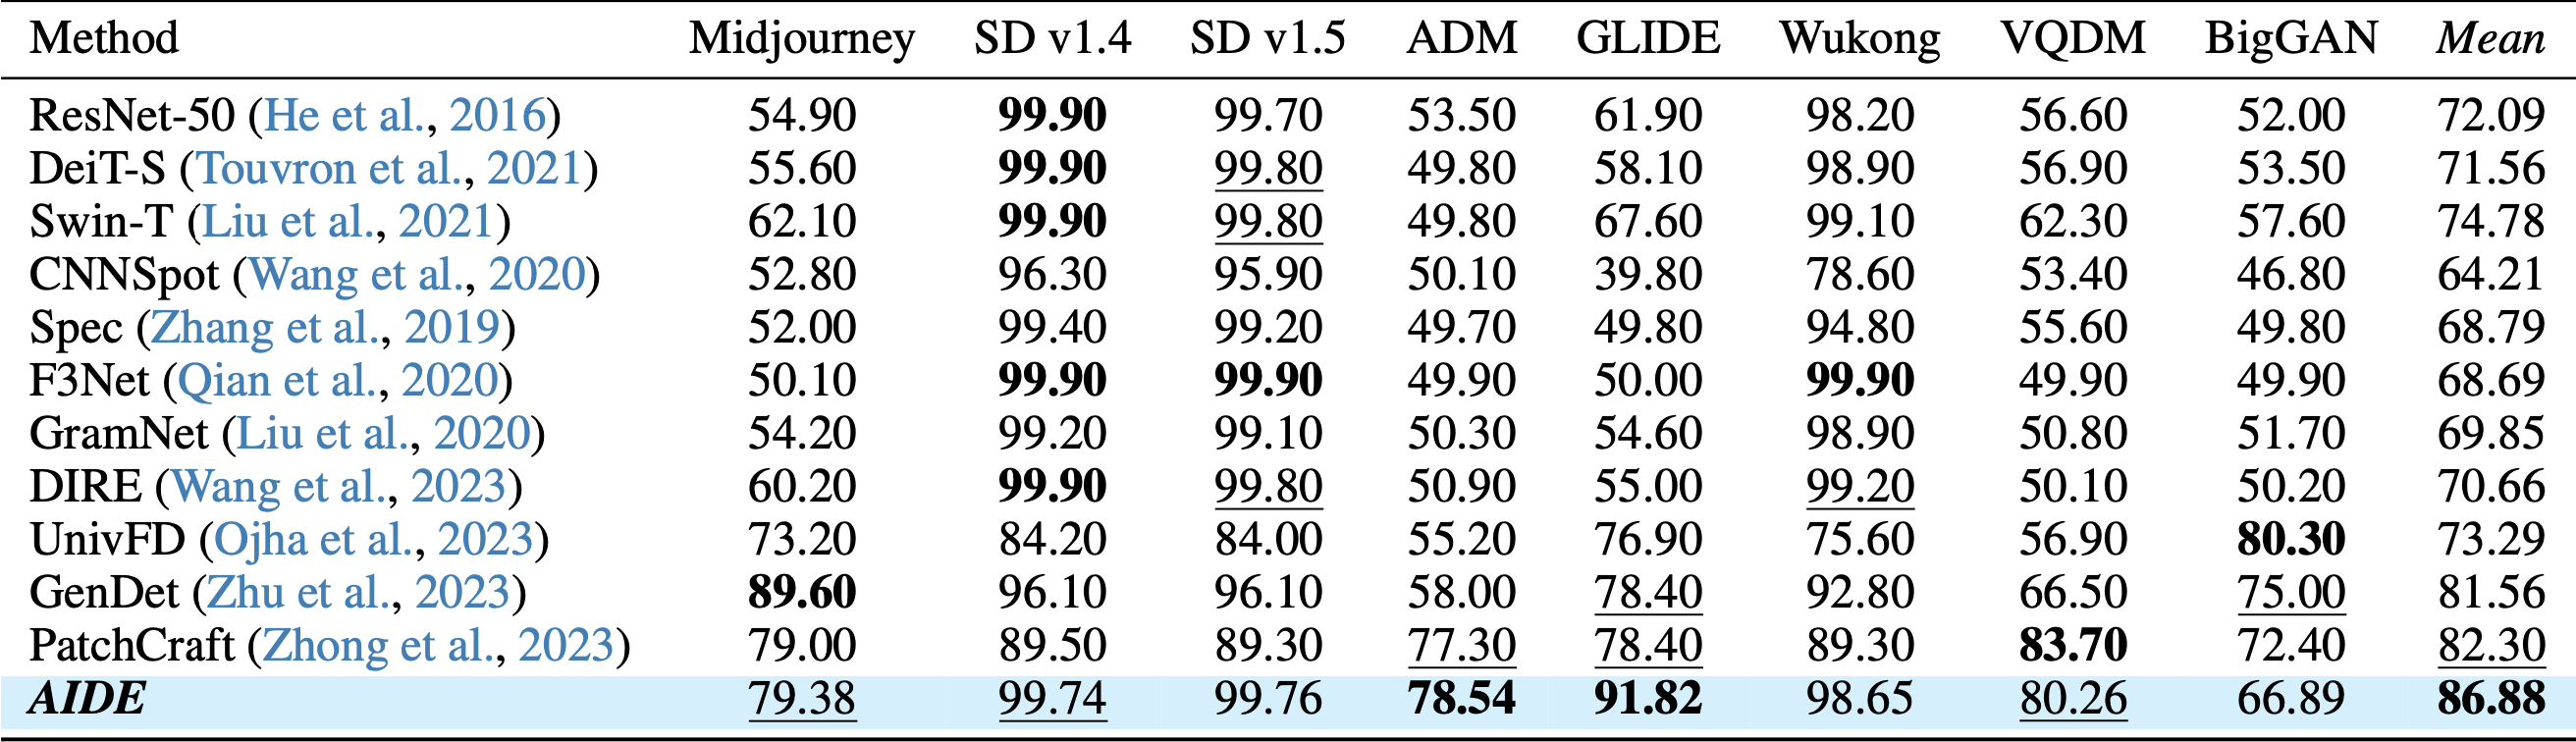 Method Midjourney SD v1.4 SD v1.5 ADM GLIDE Wukong VQDM BigGAN Mean
ResNet-50 (He et al., 2016) 54.90 99.90 99.70 53.50 61.90 98.20 56.60 52.00 72.09
DeiT-S (Touvron et al., 2021) 55.60 99.90 99.80 49.80 58.10 98.90 56.90 53.50 71.56
Swin-T (Liu et al., 2021) 62.10 99.90 99.80 49.80 67.60 99.10 62.30 57.60 74.78
CNNSpot (Wang et al., 2020) 52.80 96.30 95.90 50.10 39.80 78.60 53.40 46.80 64.21
Spec (Zhang et al., 2019) 52.00 99.40 99.20 49.70 49.80 94.80 55.60 49.80 68.79
F3Net (Qian et al., 2020) 50.10 99.90 99.90 49.90 50.00 99.90 49.90 49.90 68.69
GramNet (Liu et al., 2020) 54.20 99.20 99.10 50.30 54.60 98.90 50.80 51.70 69.85
DIRE (Wang et al., 2023) 60.20 99.90 99.80 50.90 55.00 99.20 50.10 50.20 70.66
UnivFD (Ojha et al., 2023) 73.20 84.20 84.00 55.20 76.90 75.60 56.90 80.30 73.29
GenDet (Zhu et al., 2023) 89.60 96.10 96.10 58.00 78.40 92.80 66.50 75.00 81.56
PatchCraft (Zhong et al., 2023) 79.00 89.50 89.30 77.30 78.40 89.30 83.70 72.40 82.30
AIDE 79.38 99.74 99.76 78.54 91.82 98.65 80.26 66.89 86.88